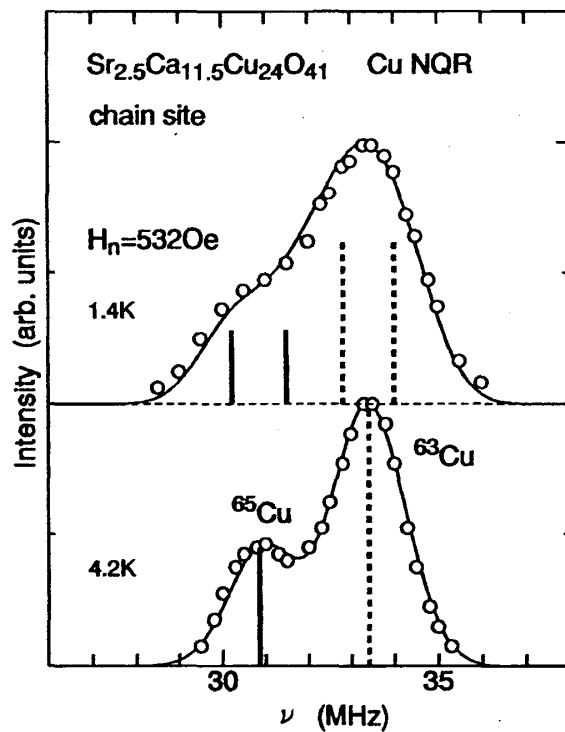 Sr2.5Ca11.5Cu24O41 Cu NQR
chain site
Hn=532Oe
1.4K
63Cu
65Cu
4.2K
30 35
ν (MHz)
Intensity (arb. units)